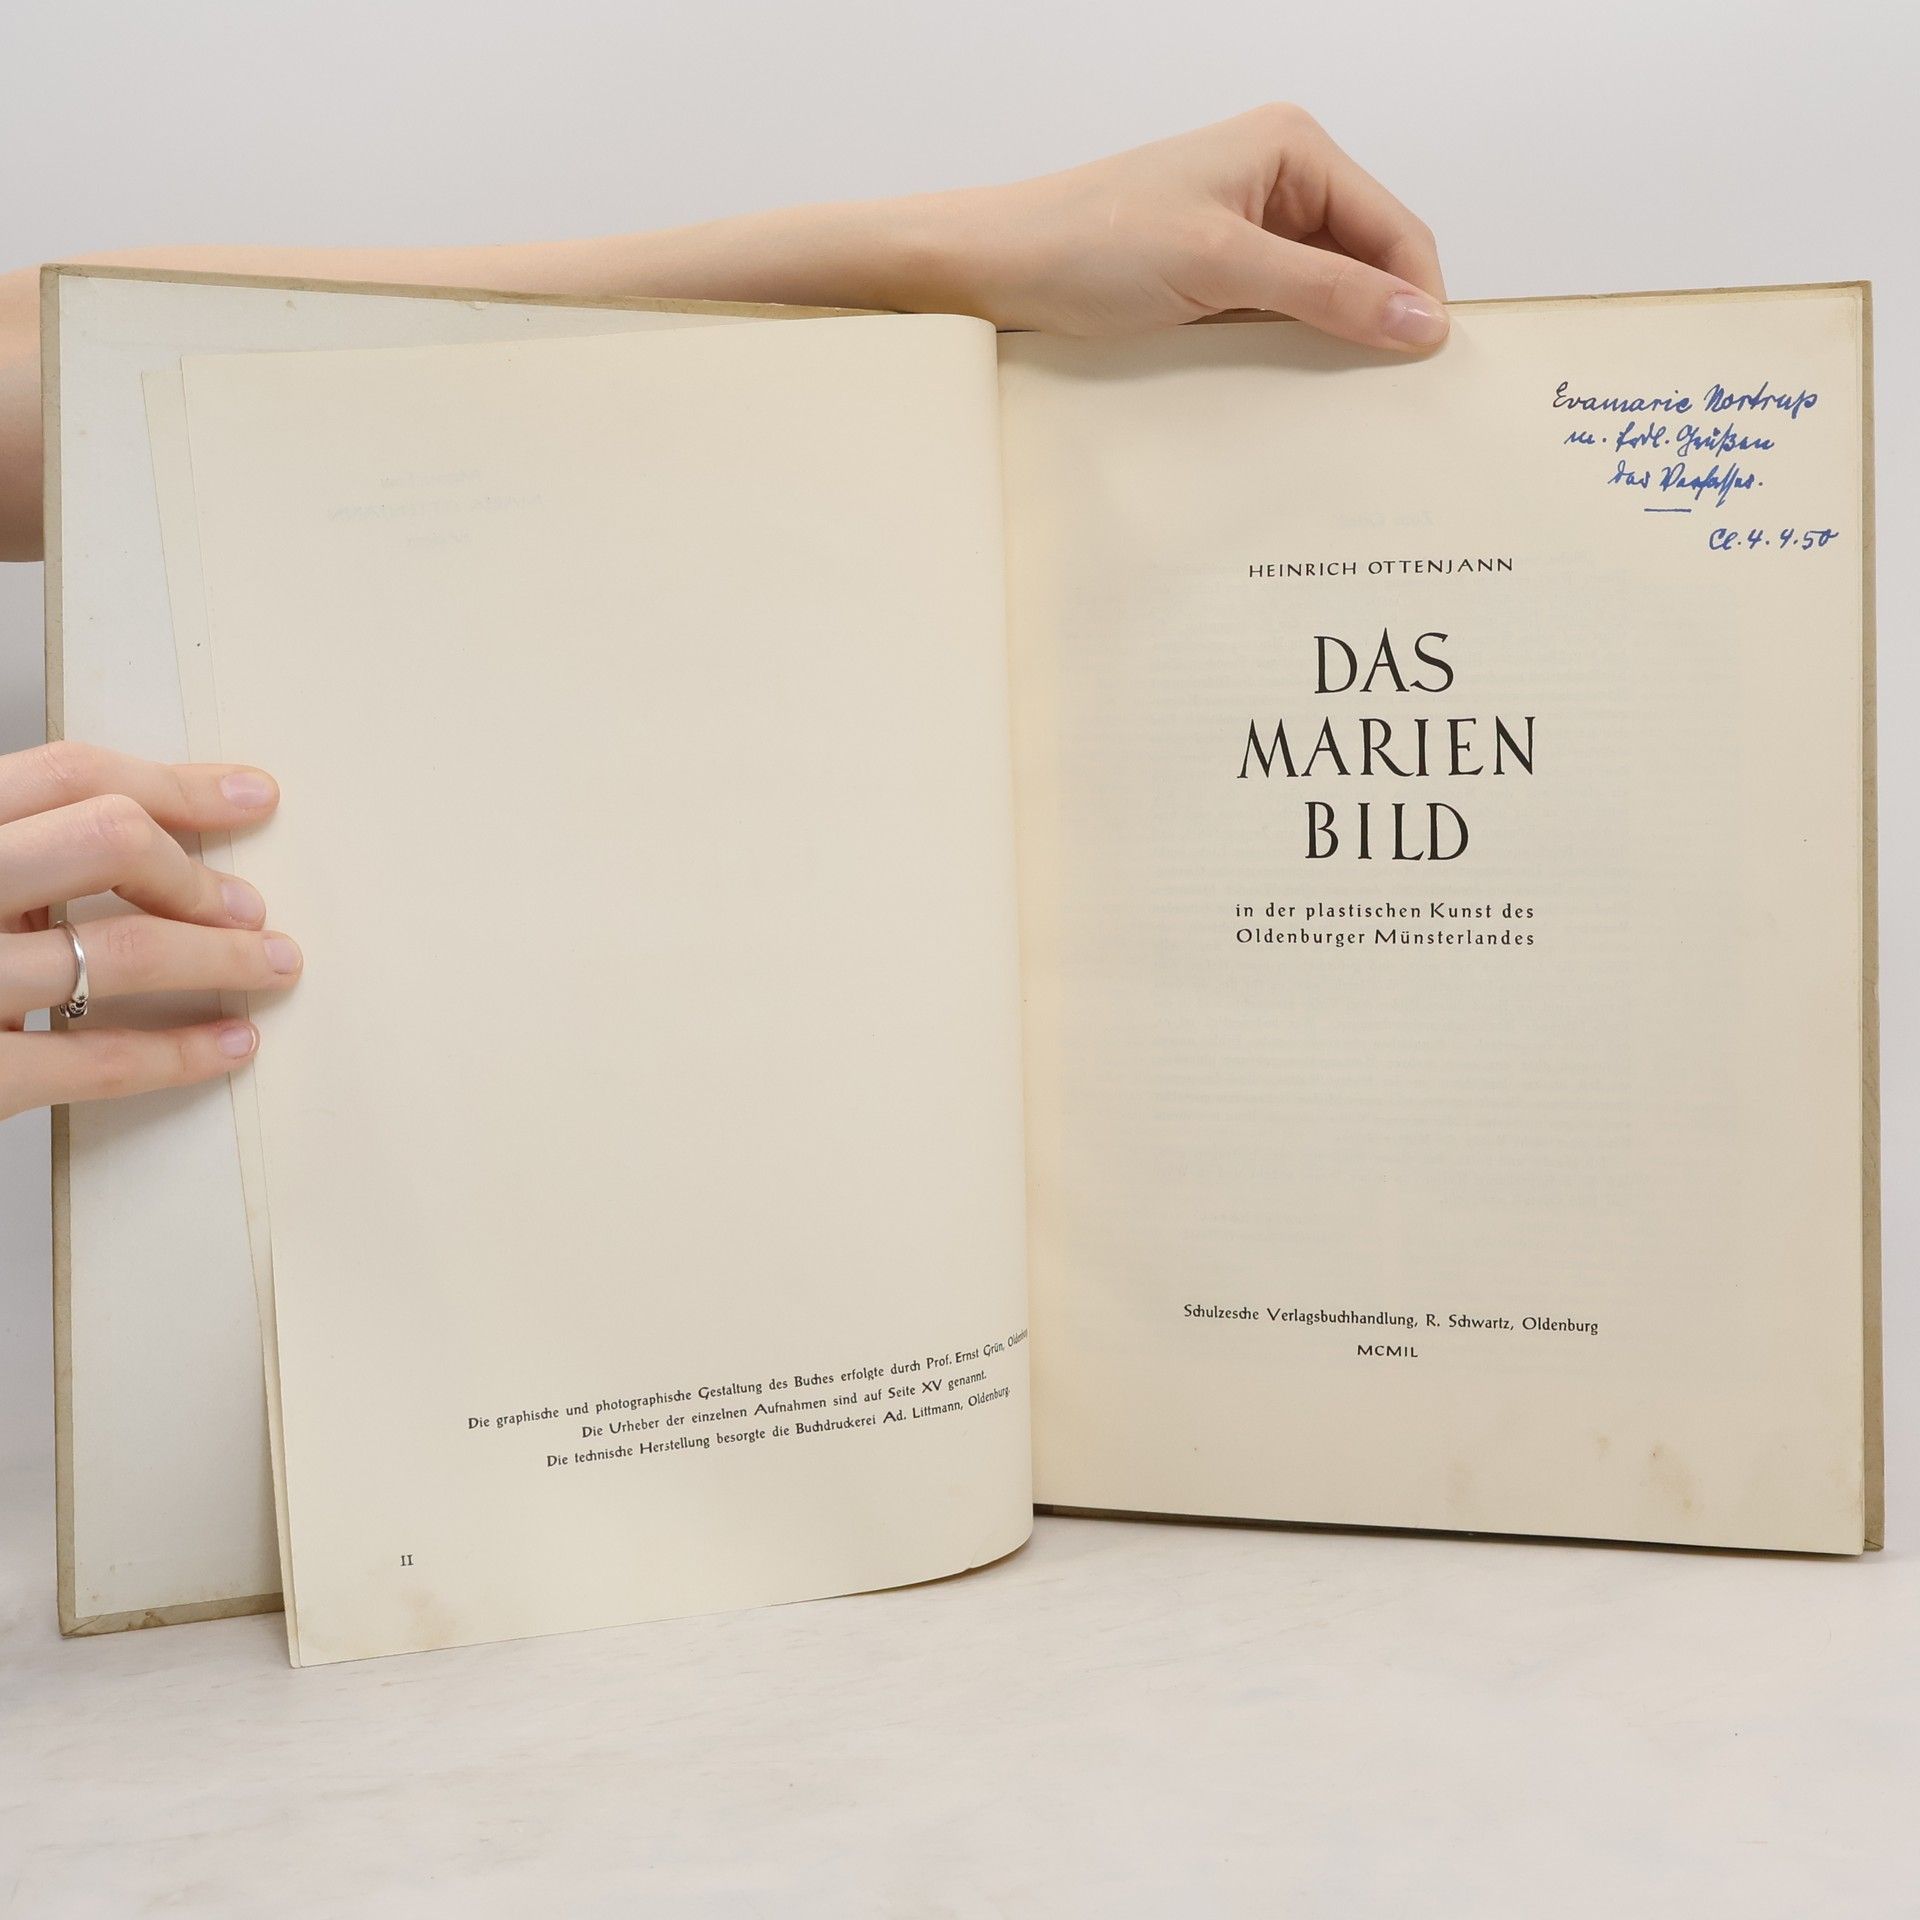 Die graphische und photographische Gestaltung des Buches erfolgte durch Prof. Ernst Grün, Oldenburg
Die Urheber der einzelnen Aufnahmen sind auf Seite XV genannt.
Die technische Herstellung besorgte die Buchdruckerei Ad. Littmann, Oldenburg.
II
Evamarie Nortrup
m. frdl. Grüßen
des Verfassers.
Cl. 4. 4. 50
HEINRICH OTTENJANN
DAS
MARIEN
BILD
in der plastischen Kunst des
Oldenburger Münsterlandes
Schulzesche Verlagsbuchhandlung, R. Schwartz, Oldenburg
MCMIL